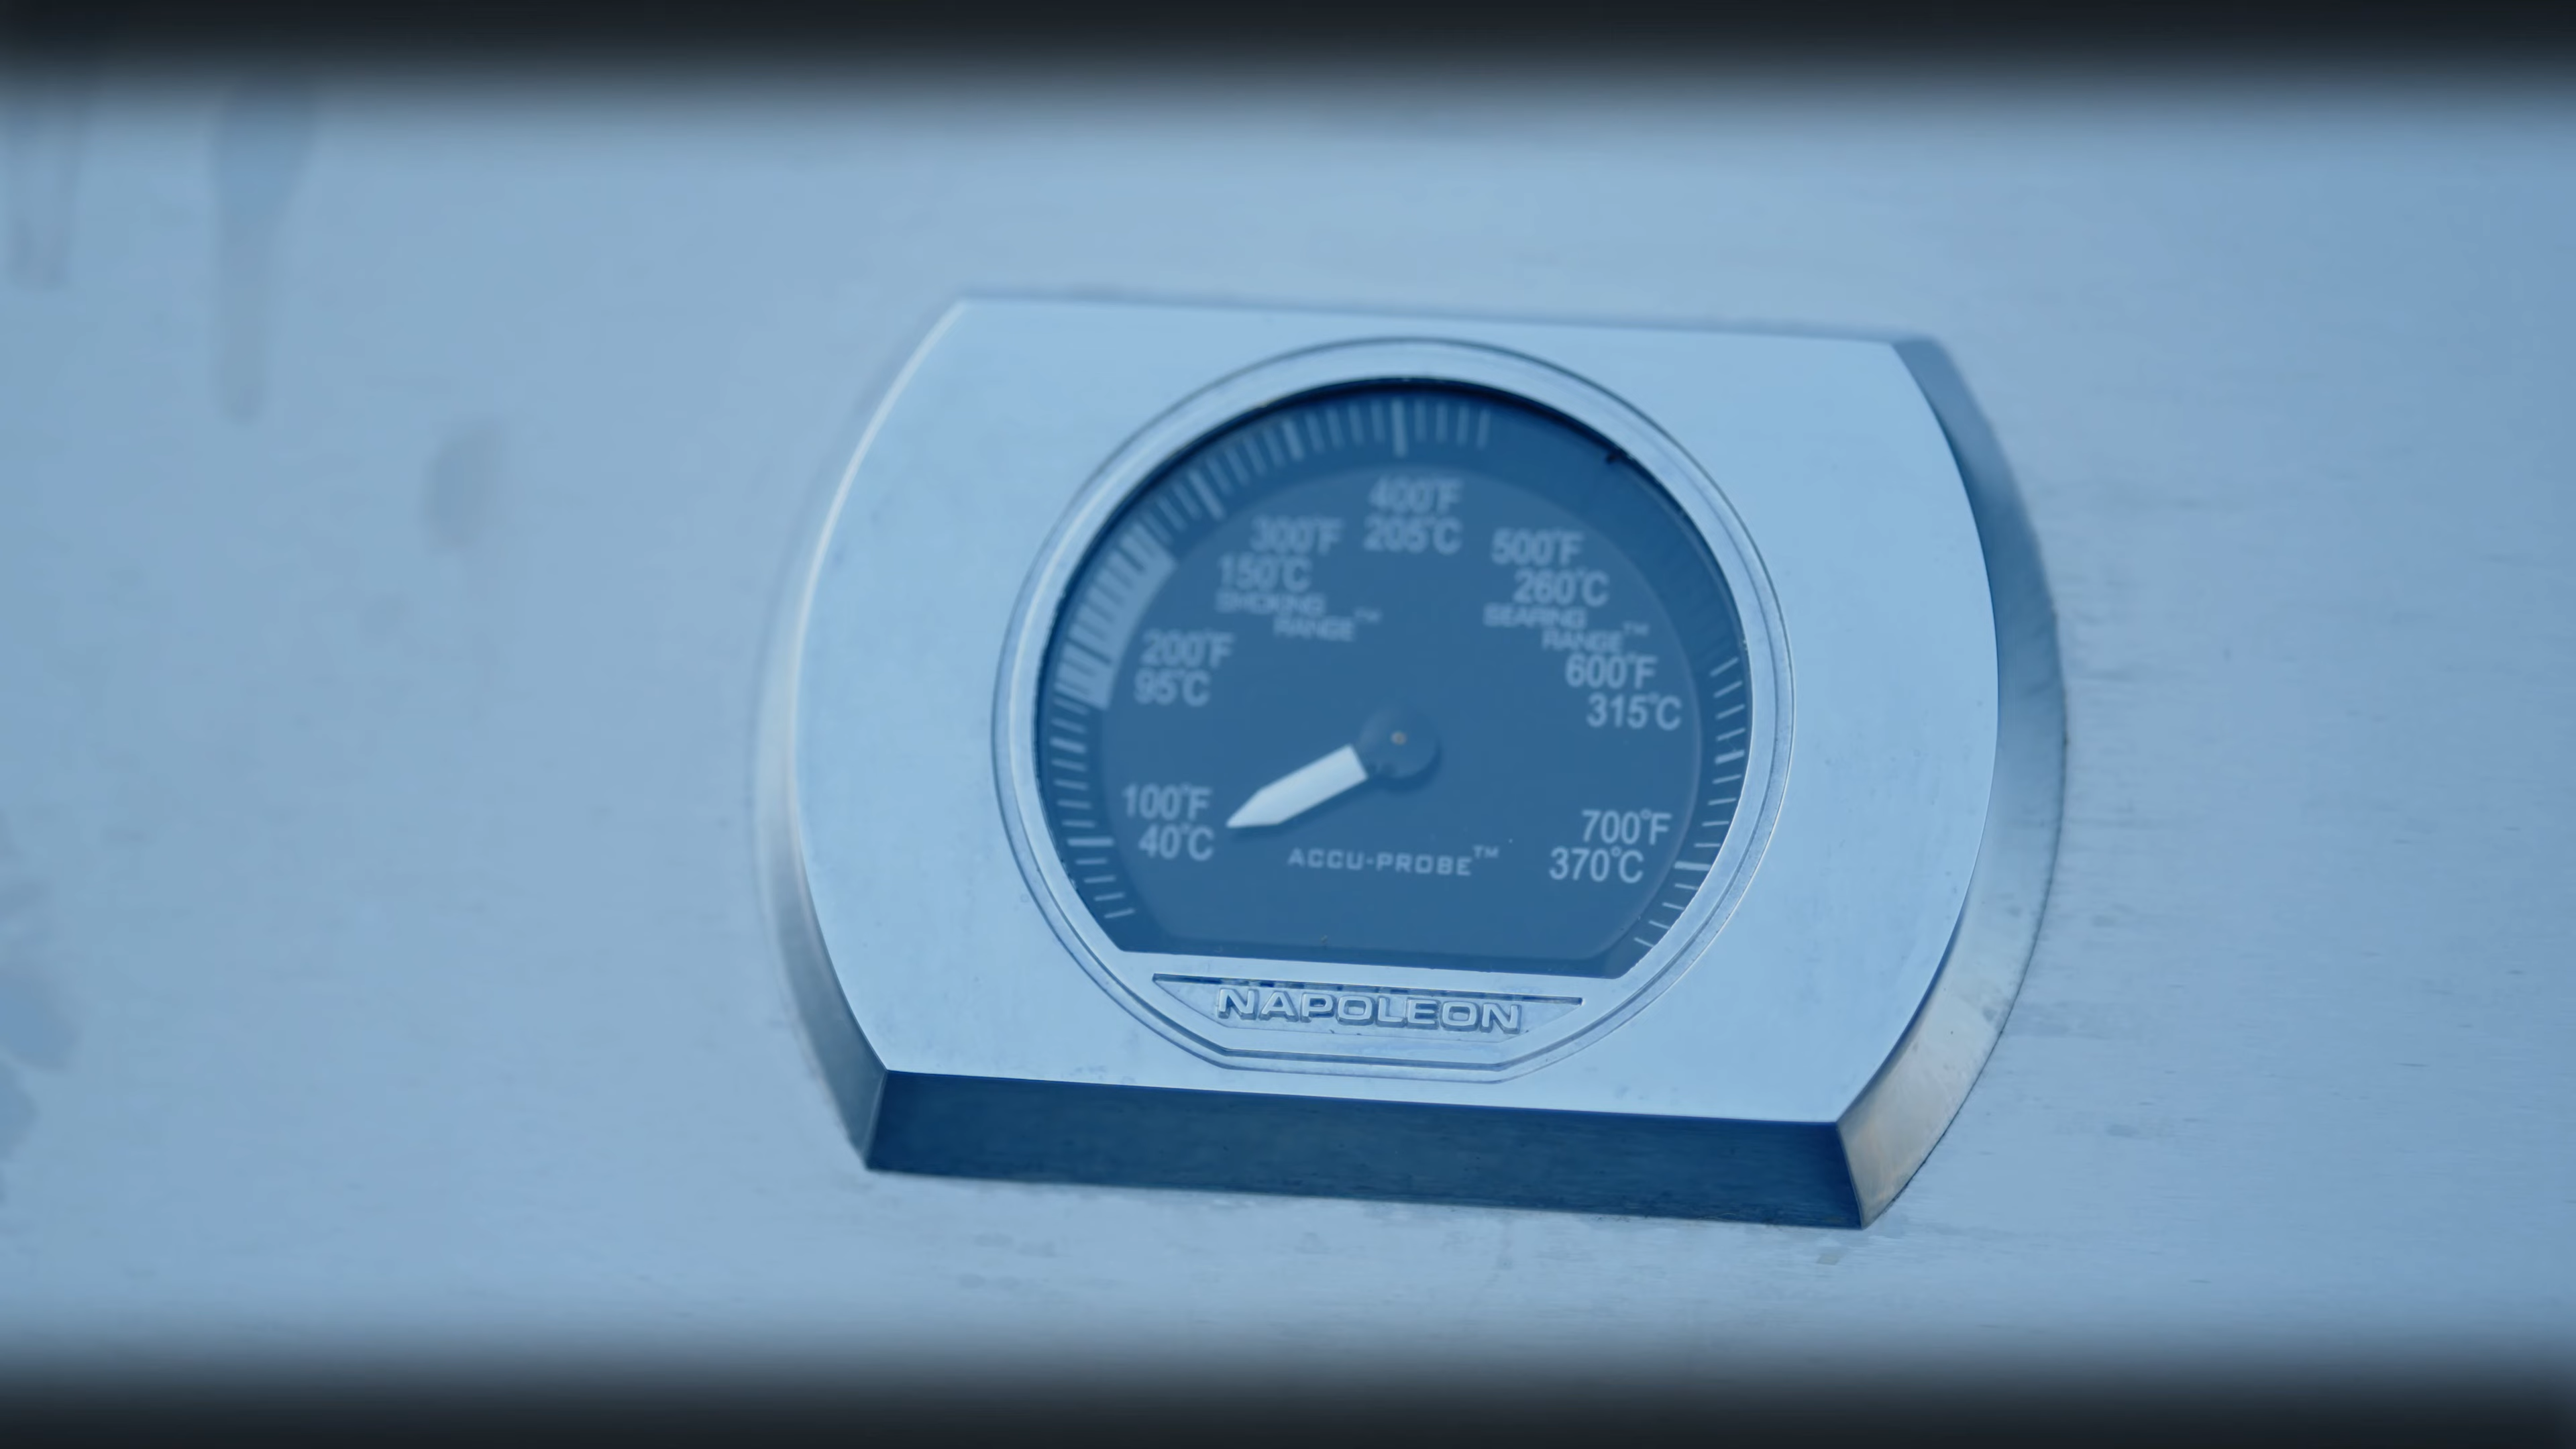 400°F
205°C
300°F
150°C
SMOKING
RANGE™
500°F
260°C
SEARING
RANGE™
200°F
95°C
600°F
315°C
100°F
40°C
700°F
370°C
ACCU-PROBE™
NAPOLEON